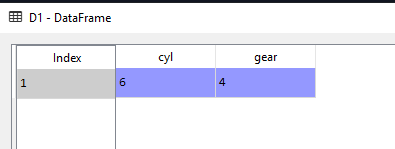 D1 - DataFrame
Index cyl gear
1 6 4